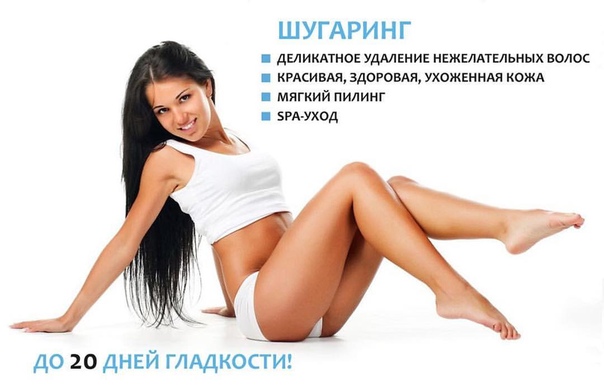 ШУГАРИНГ
ДЕЛИКАТНОЕ УДАЛЕНИЕ НЕЖЕЛАТЕЛЬНЫХ ВОЛОС
КРАСИВАЯ, ЗДОРОВАЯ, УХОЖЕННАЯ КОЖА
МЯГКИЙ ПИЛИНГ
SPA-УХОД
ДО 20 ДНЕЙ ГЛАДКОСТИ!